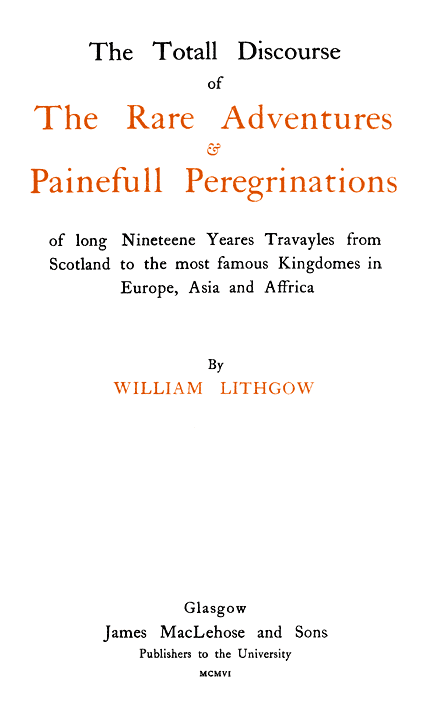 The Totall Discourse
of
The Rare Adventures
&
Painefull Peregrinations
of long Nineteene Yeares Travayles from
Scotland to the most famous Kingdomes in
Europe, Asia and Affrica
By
WILLIAM LITHGOW
Glasgow
James MacLehose and Sons
Publishers to the University
MCMVI